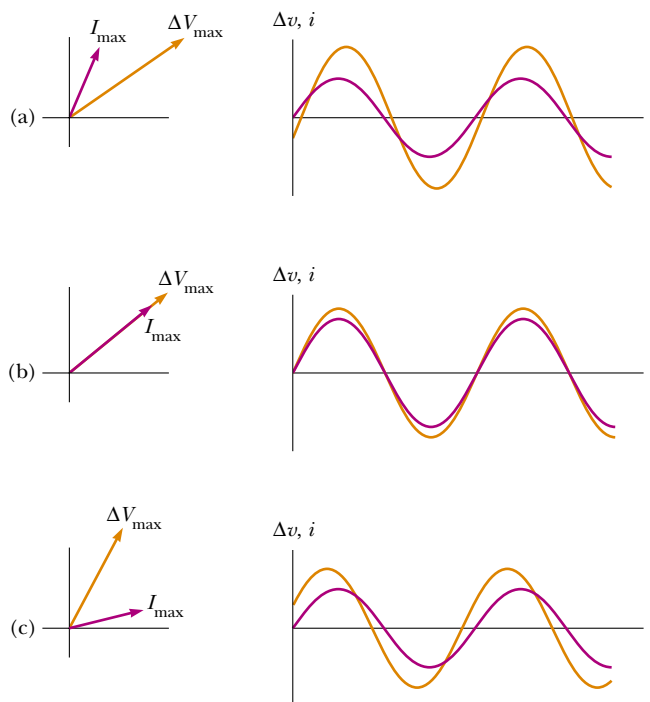 I_max
ΔV_max
Δv, i
(a)
ΔV_max
I_max
Δv, i
(b)
ΔV_max
I_max
Δv, i
(c)